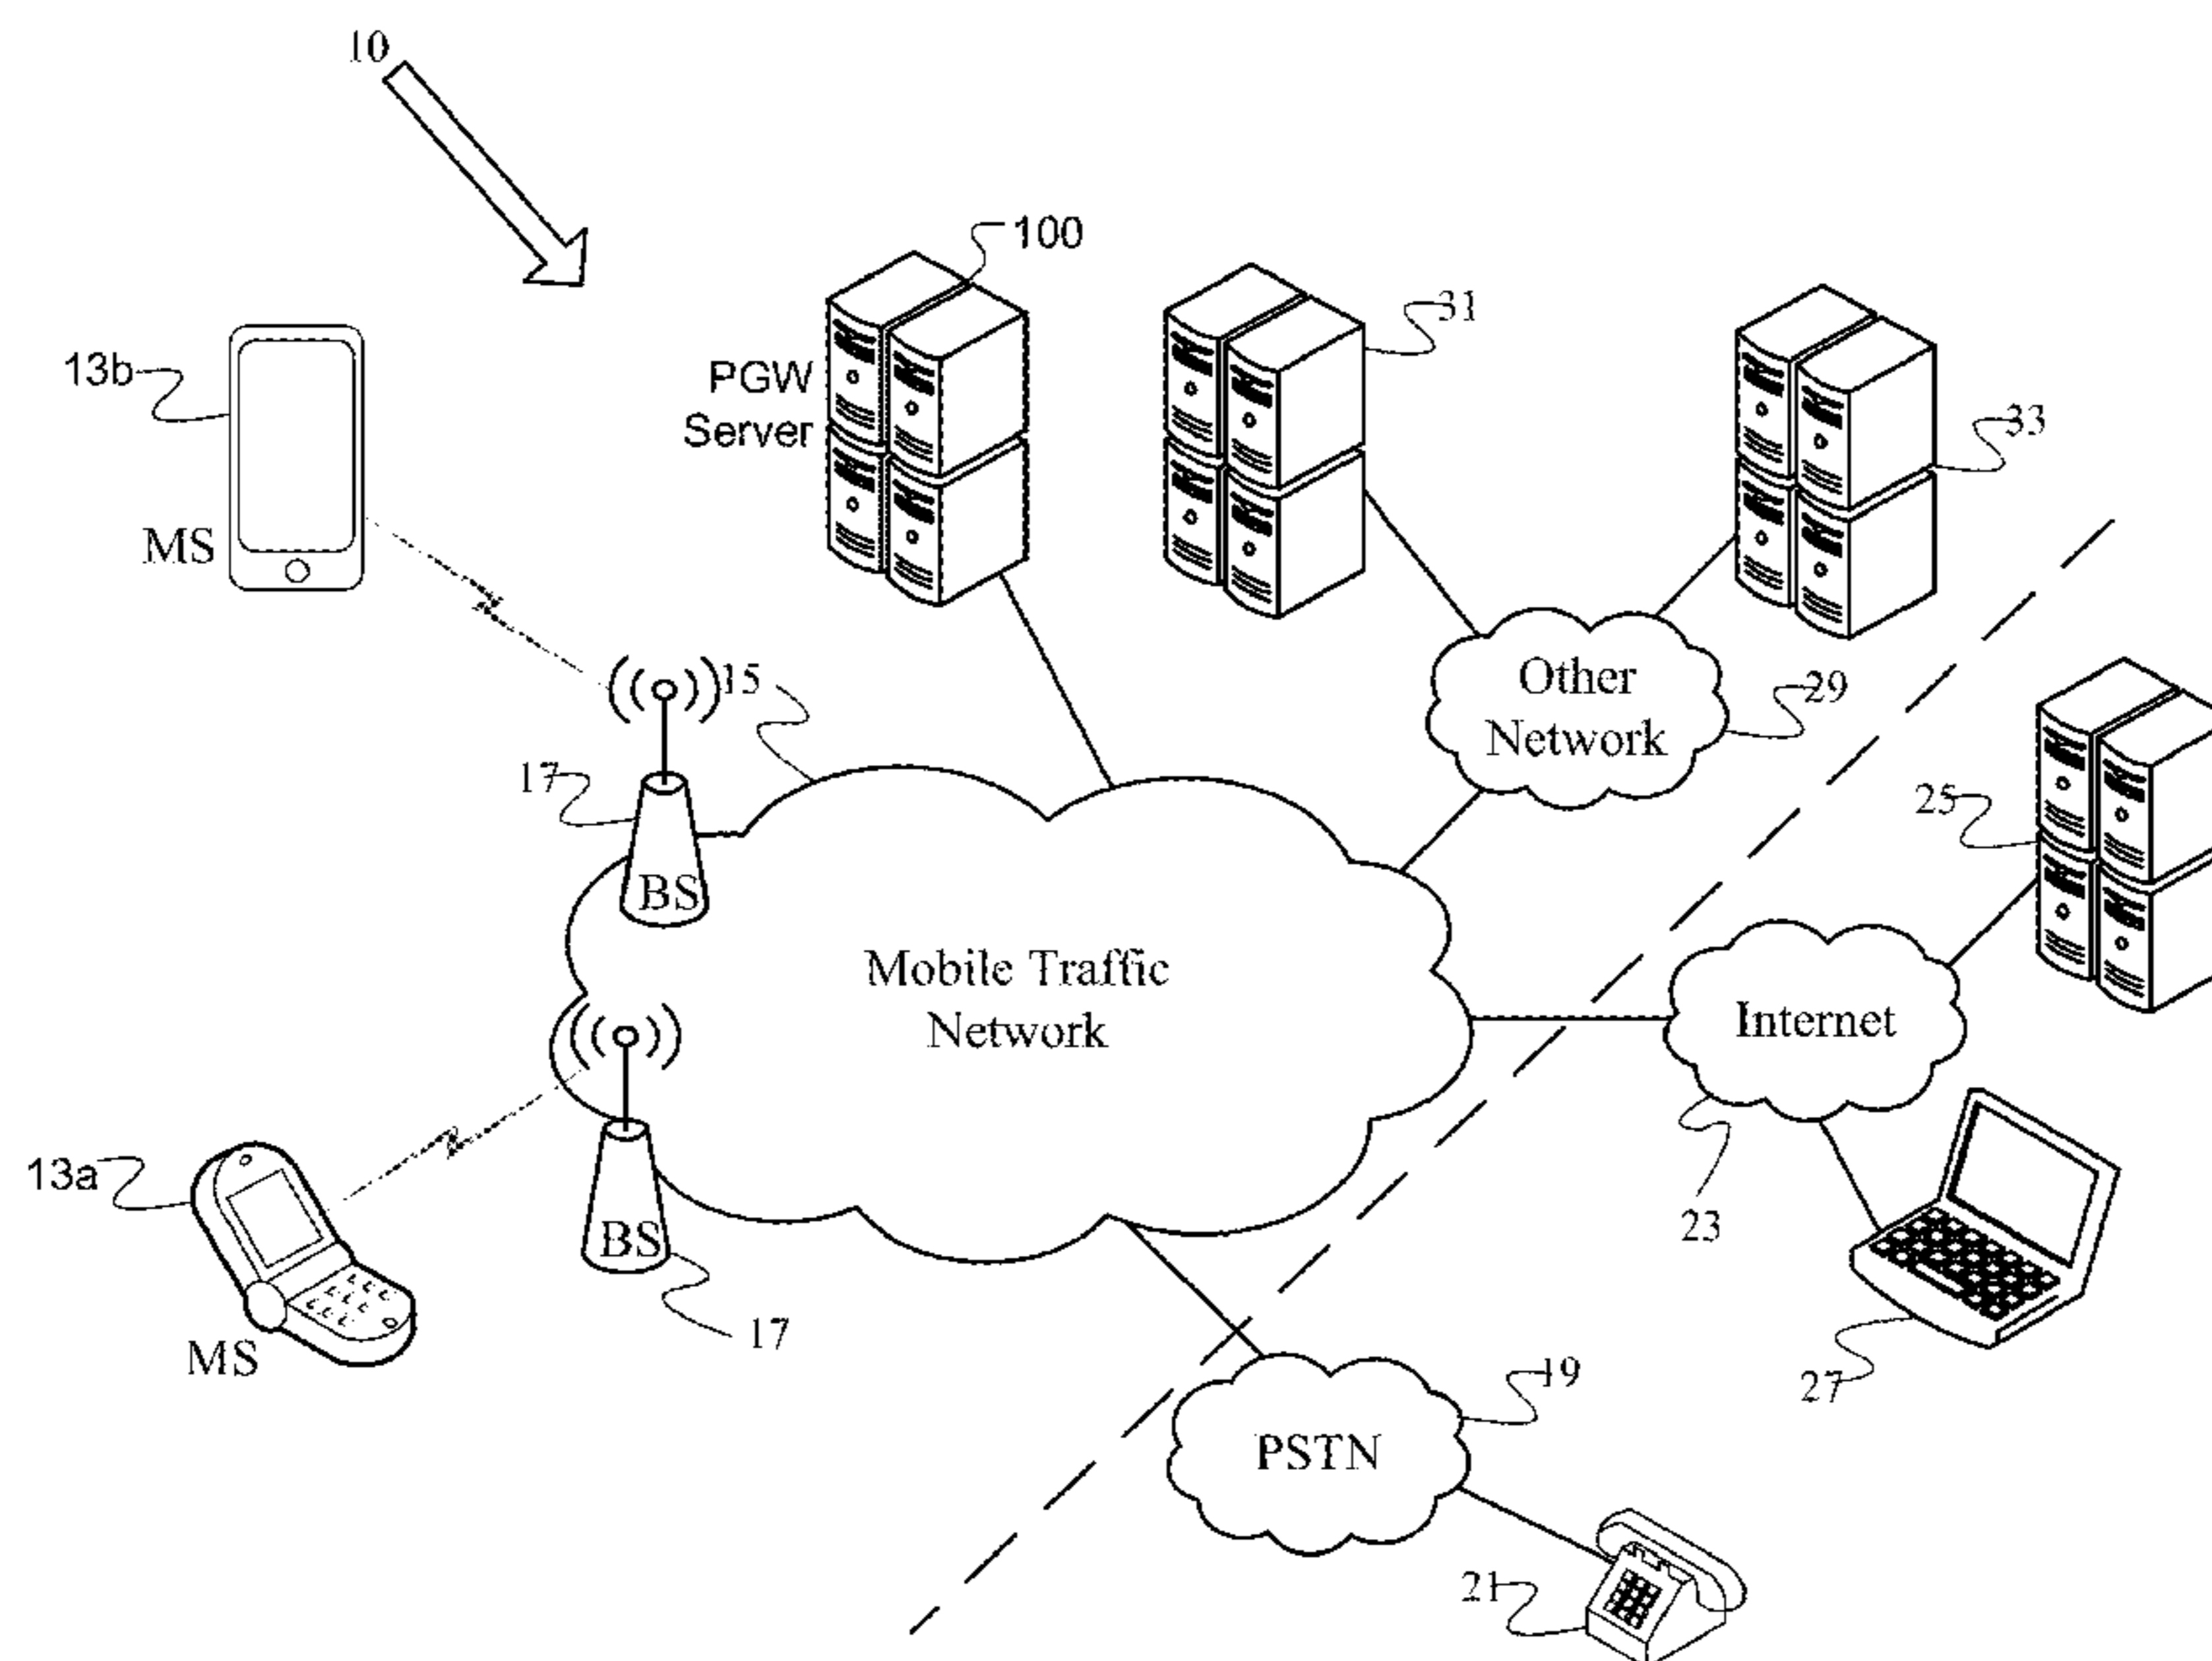 10
100
31
13b
PGW
Server
33
MS
15
Other
Network
29
17
25
BS
Mobile Traffic
Network
Internet
13a
23
BS
17
MS
19
27
PSTN
21